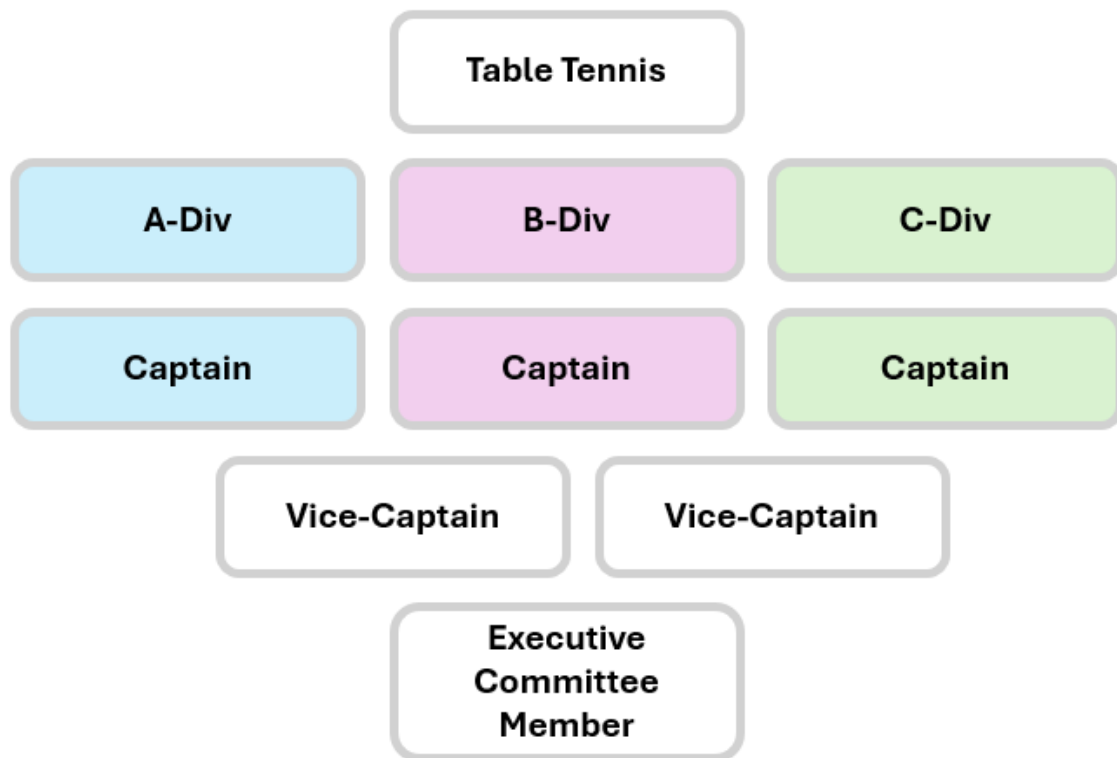 Table Tennis
A-Div
B-Div
C-Div
Captain
Captain
Captain
Vice-Captain
Vice-Captain
Executive
Committee
Member